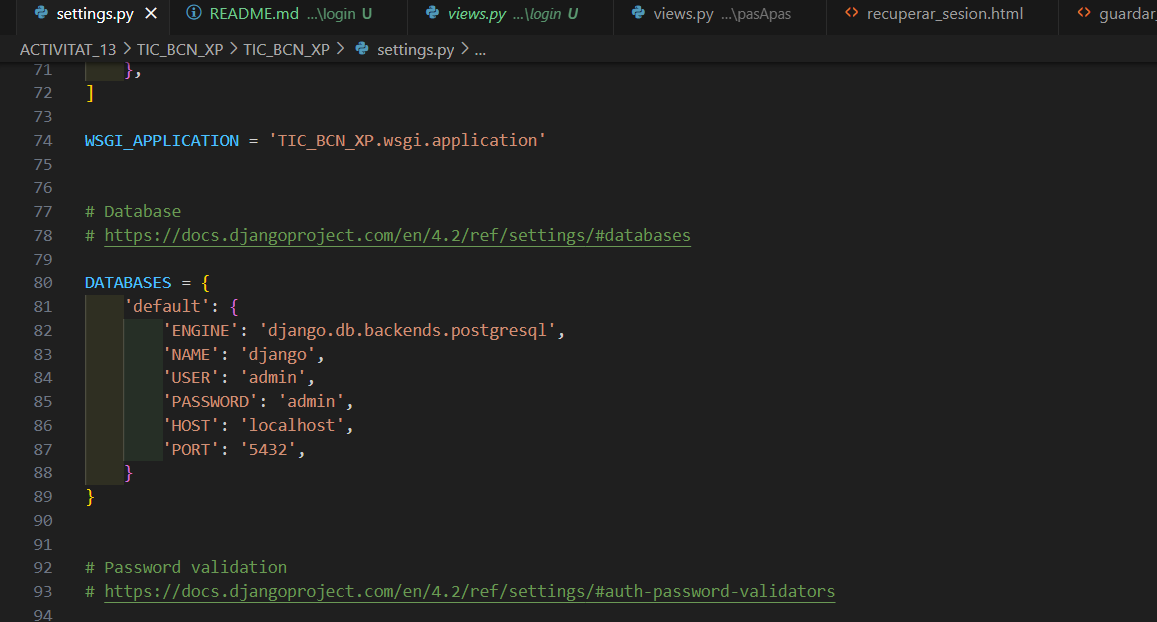 settings.py
README.md ...\login U
views.py ...\login U
views.py ...\pasApas
recuperar_sesion.html
guardar_
ACTIVITAT_13 > TIC_BCN_XP > TIC_BCN_XP > settings.py > ...
71 },
72 ]
73
74 WSGI_APPLICATION = 'TIC_BCN_XP.wsgi.application'
75
76
77 # Database
78 # https://docs.djangoproject.com/en/4.2/ref/settings/#databases
79
80 DATABASES = {
81 'default': {
82 'ENGINE': 'django.db.backends.postgresql',
83 'NAME': 'django',
84 'USER': 'admin',
85 'PASSWORD': 'admin',
86 'HOST': 'localhost',
87 'PORT': '5432',
88 }
89 }
90
91
92 # Password validation
93 # https://docs.djangoproject.com/en/4.2/ref/settings/#auth-password-validators
94